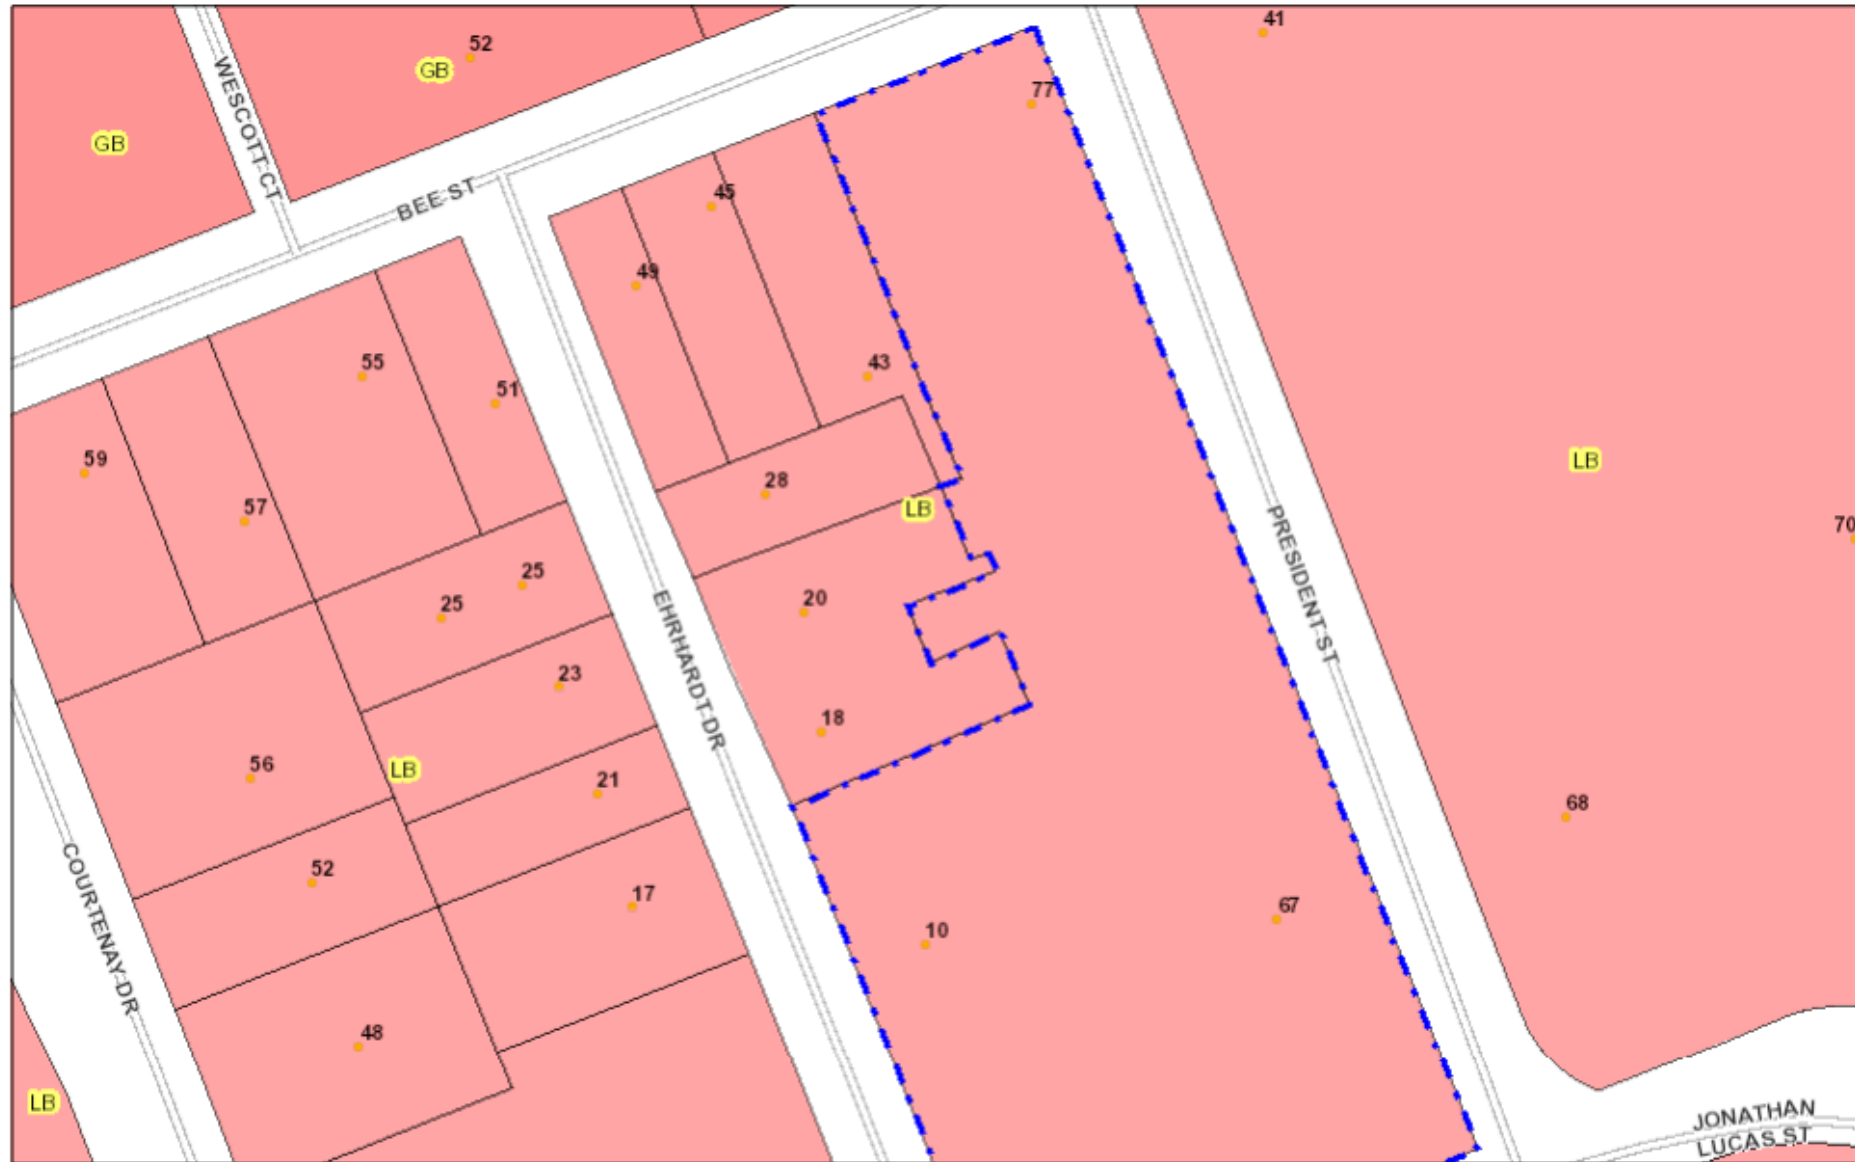 41
52
GB
77
WESCOTT CT
GB
BEE ST
45
49
55
43
51
59
LB
28
LB
57
70
25
25
20
PRESIDENT ST
EHRHARDT DR
23
18
56
LB
21
68
52
17
67
10
COURTENAY DR
48
LB
JONATHAN
LUCAS ST